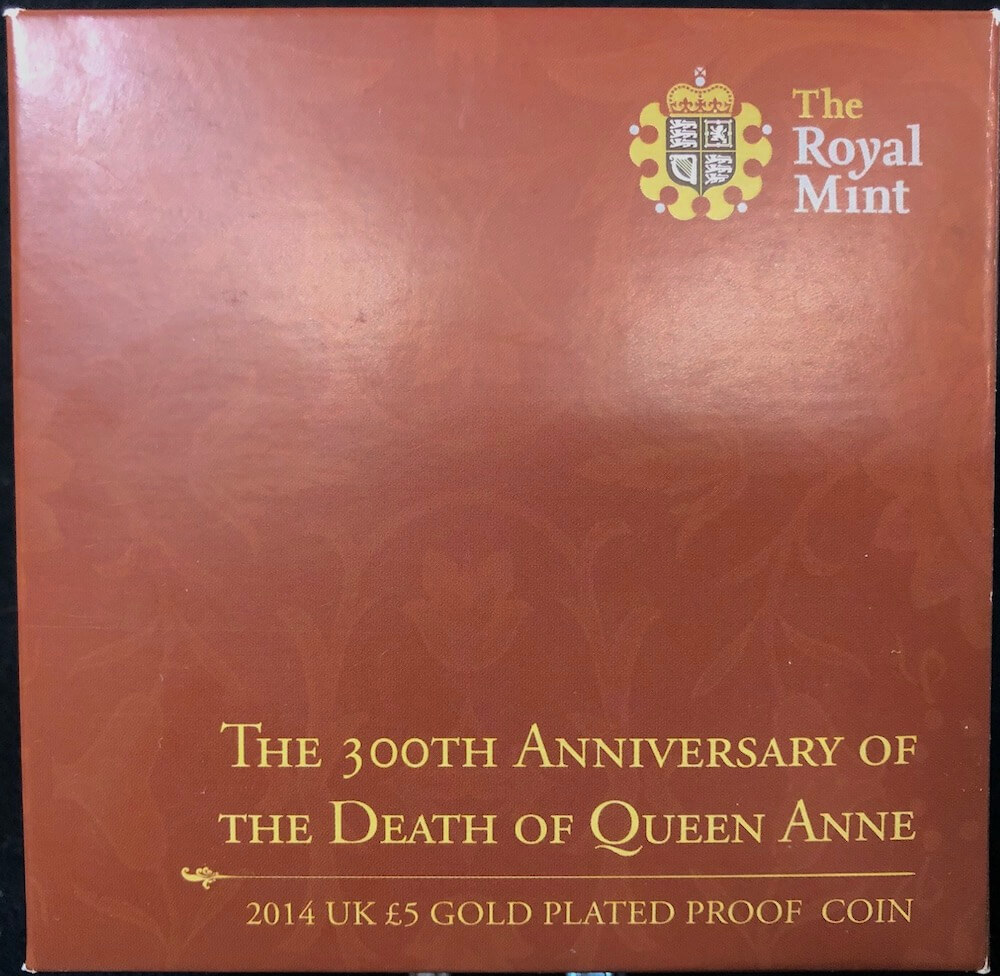 The
Royal
Mint
The 300th Anniversary of
the Death of Queen Anne
2014 UK £5 GOLD PLATED PROOF COIN